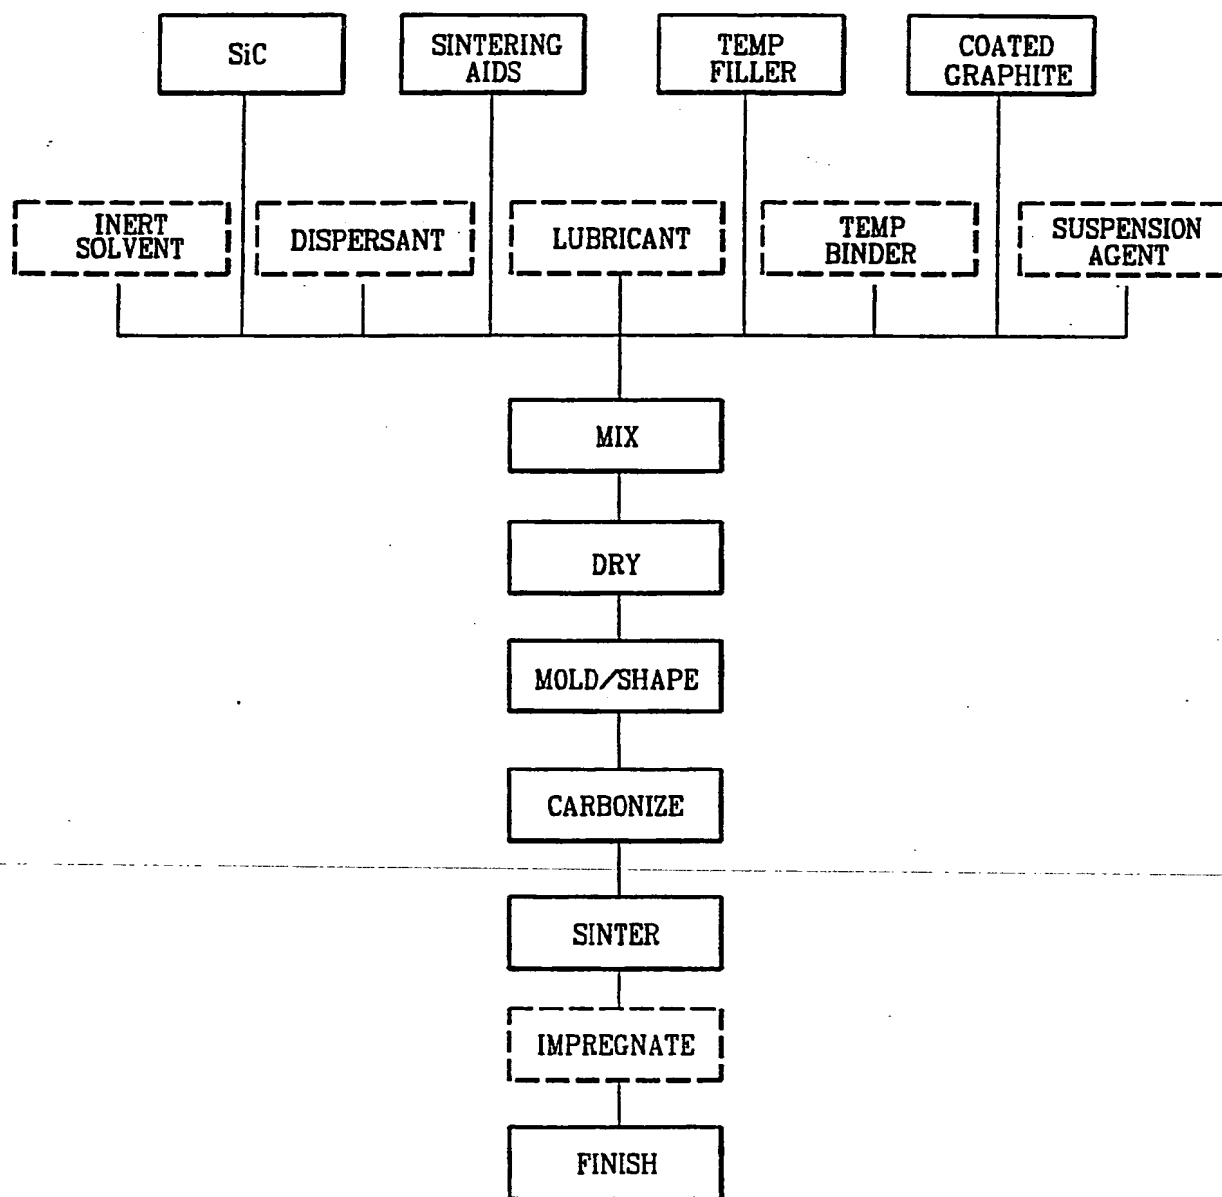 SiC
SINTERING
AIDS
TEMP
FILLER
COATED
GRAPHITE
INERT
SOLVENT
DISPERSANT
LUBRICANT
TEMP
BINDER
SUSPENSION
AGENT
MIX
DRY
MOLD/SHAPE
CARBONIZE
SINTER
IMPREGNATE
FINISH